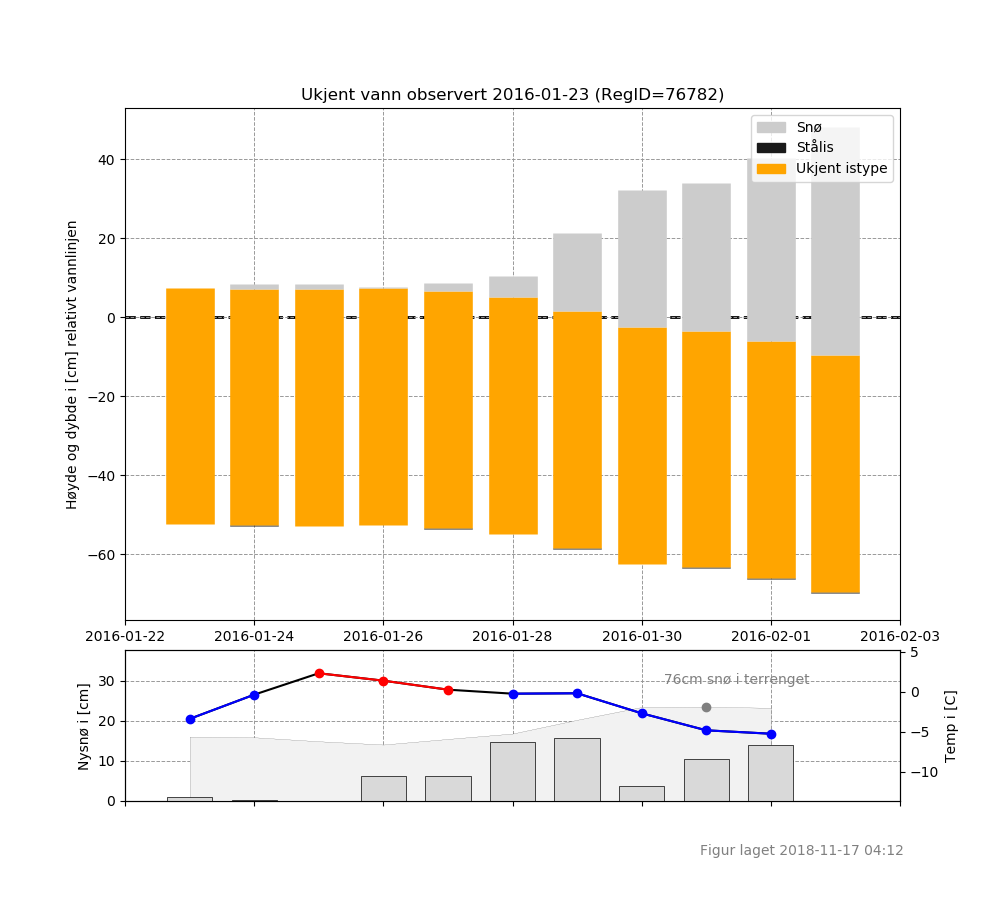 Ukjent vann observert 2016-01-23 (RegID=76782)
Snø
Stålis
Ukjent istype
Høyde og dybde i [cm] relativt vannlinjen
40
20
0
−20
−40
−60
2016-01-22 2016-01-24 2016-01-26 2016-01-28 2016-01-30 2016-02-01 2016-02-03
Nysnø i [cm]
30
20
10
0
76cm snø i terrenget
5
0
−5
−10
Temp i [C]
Figur laget 2018-11-17 04:12